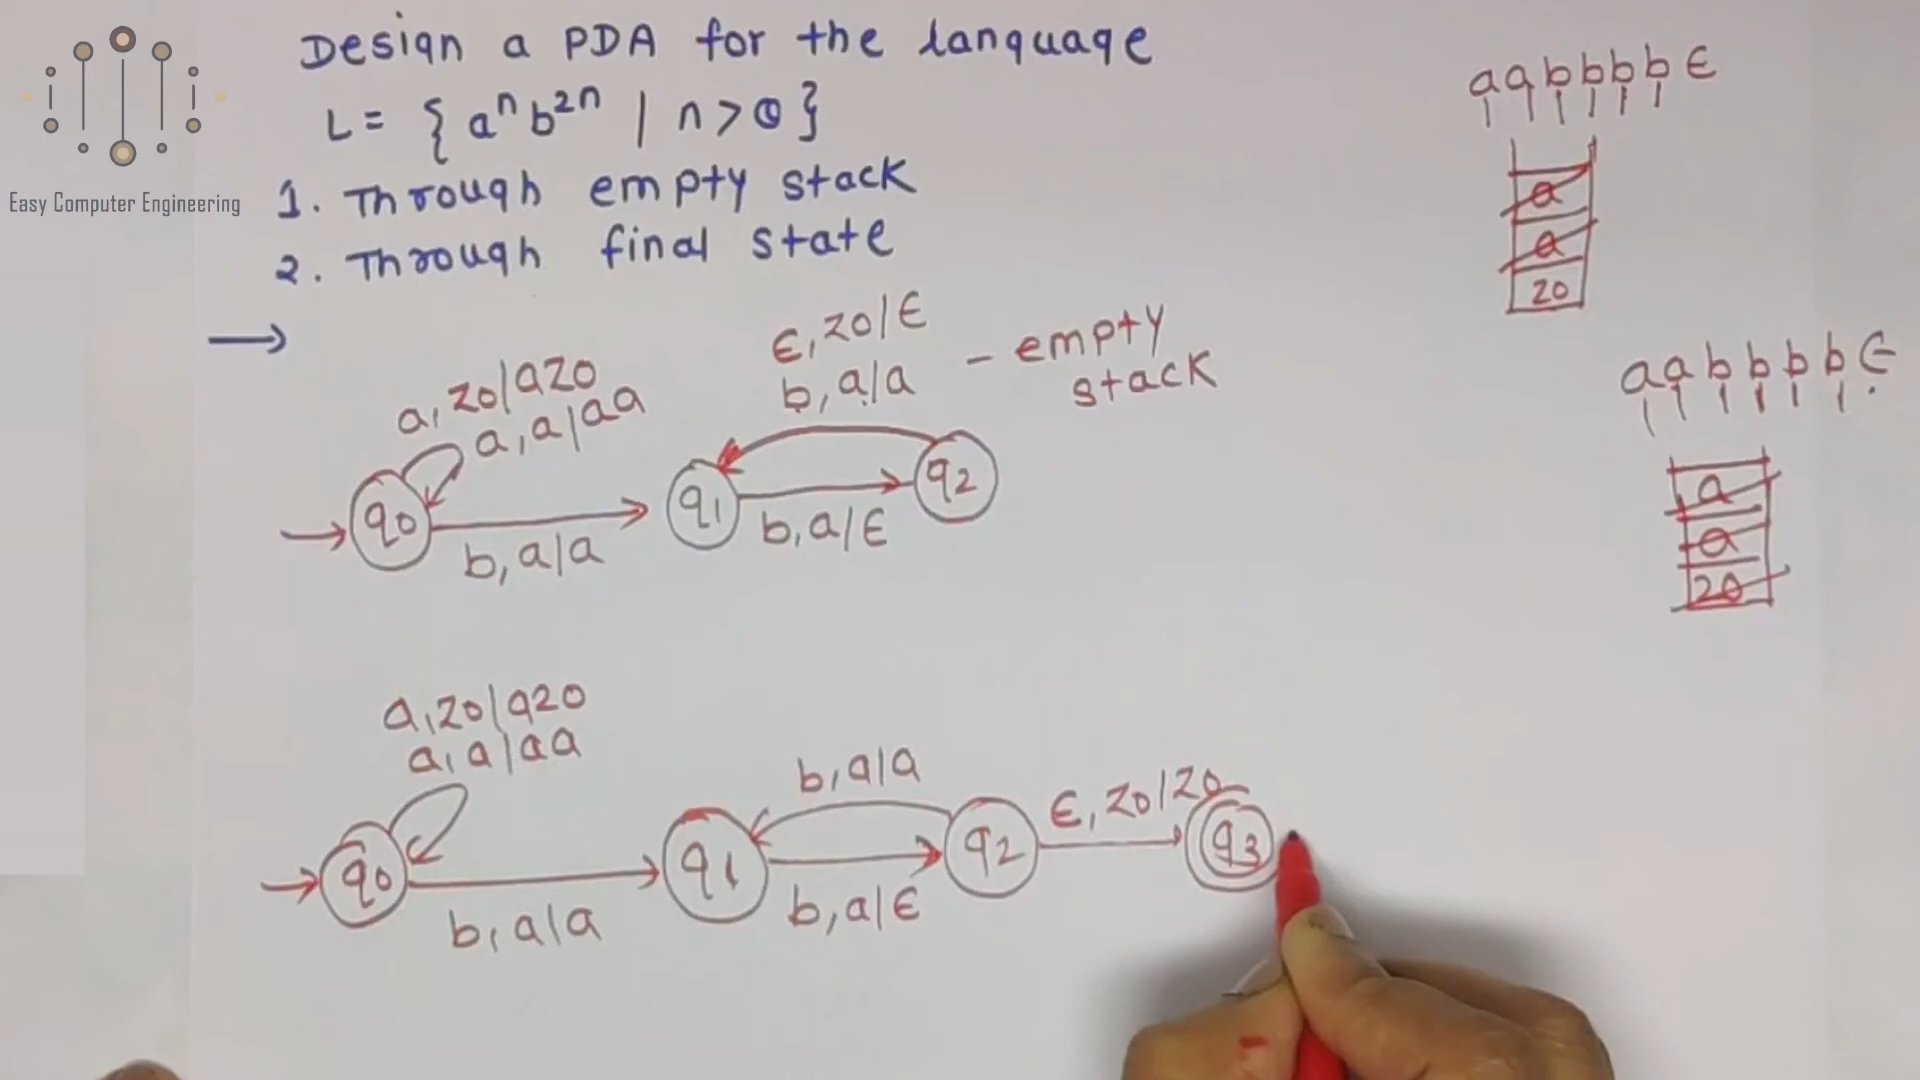 Easy Computer Engineering
Design a PDA for the language
L = { aⁿb²ⁿ | n>0 }
1. Through empty stack
2. Through final state
aabbbbϵ
a
a
z0
a,z0|az0
a,a|aa
ϵ,z0|ϵ
b,a|a
- empty
stack
q0
b,a|a
q1
b,a|ϵ
q2
aabbbbϵ
a
a
z0
a,z0|az0
a,a|aa
q0
b,a|a
q1
b,a|a
b,a|ϵ
q2
ϵ,z0|z0
q3